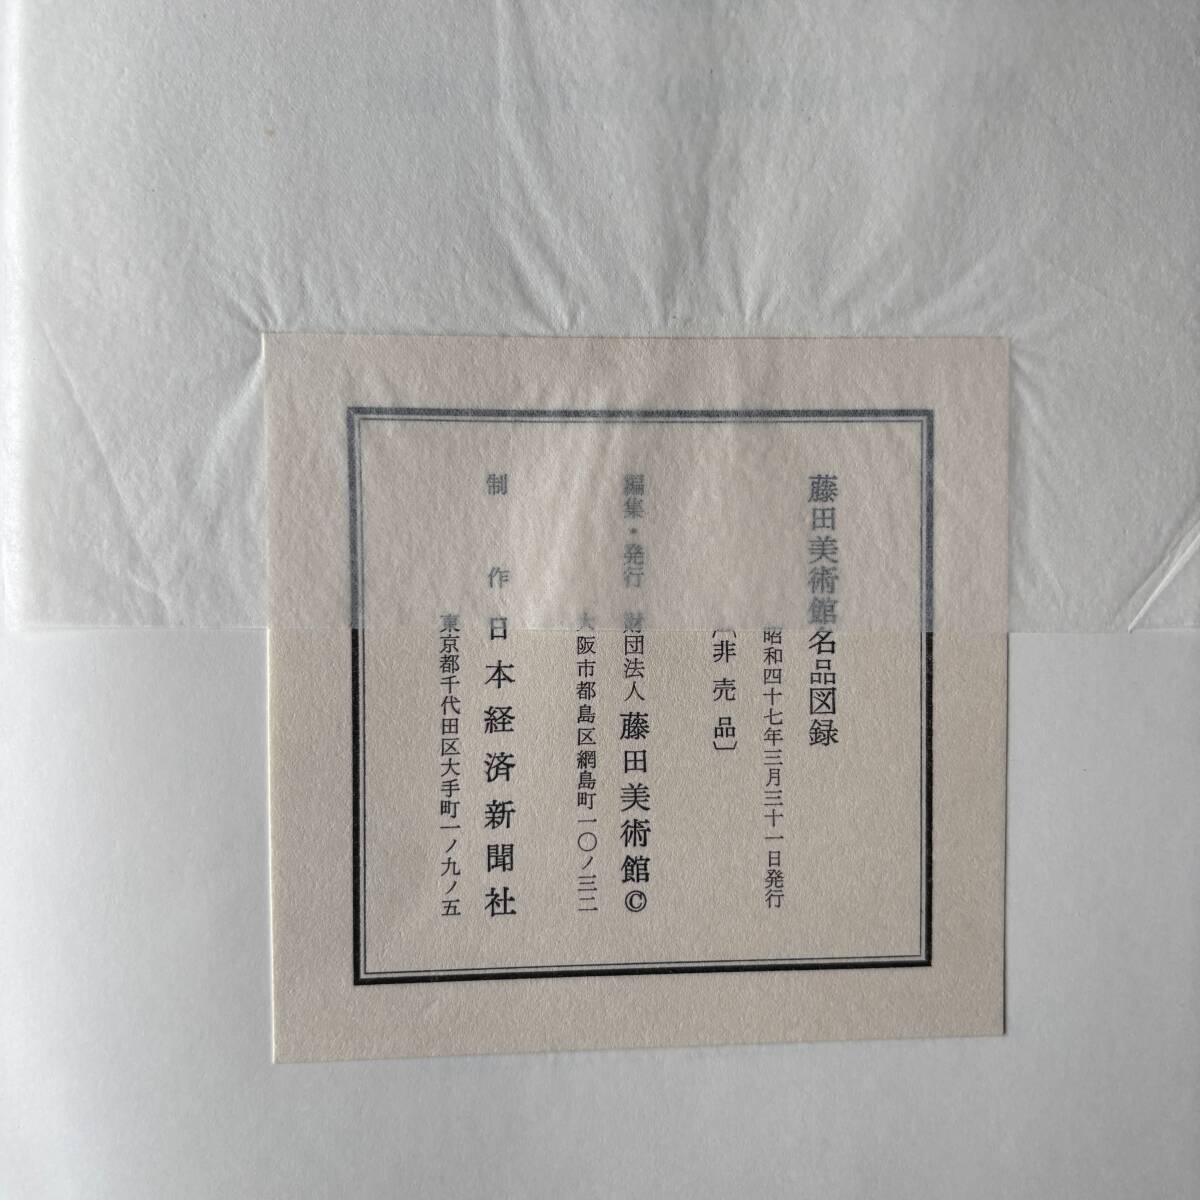 藤田美術館名品図録
昭和四十七年三月三十一日発行
〔非売品〕
編集・発行 財団法人 藤田美術館©
大阪市都島区網島町一〇ノ三二
制作 日本経済新聞社
東京都千代田区大手町一ノ九ノ五